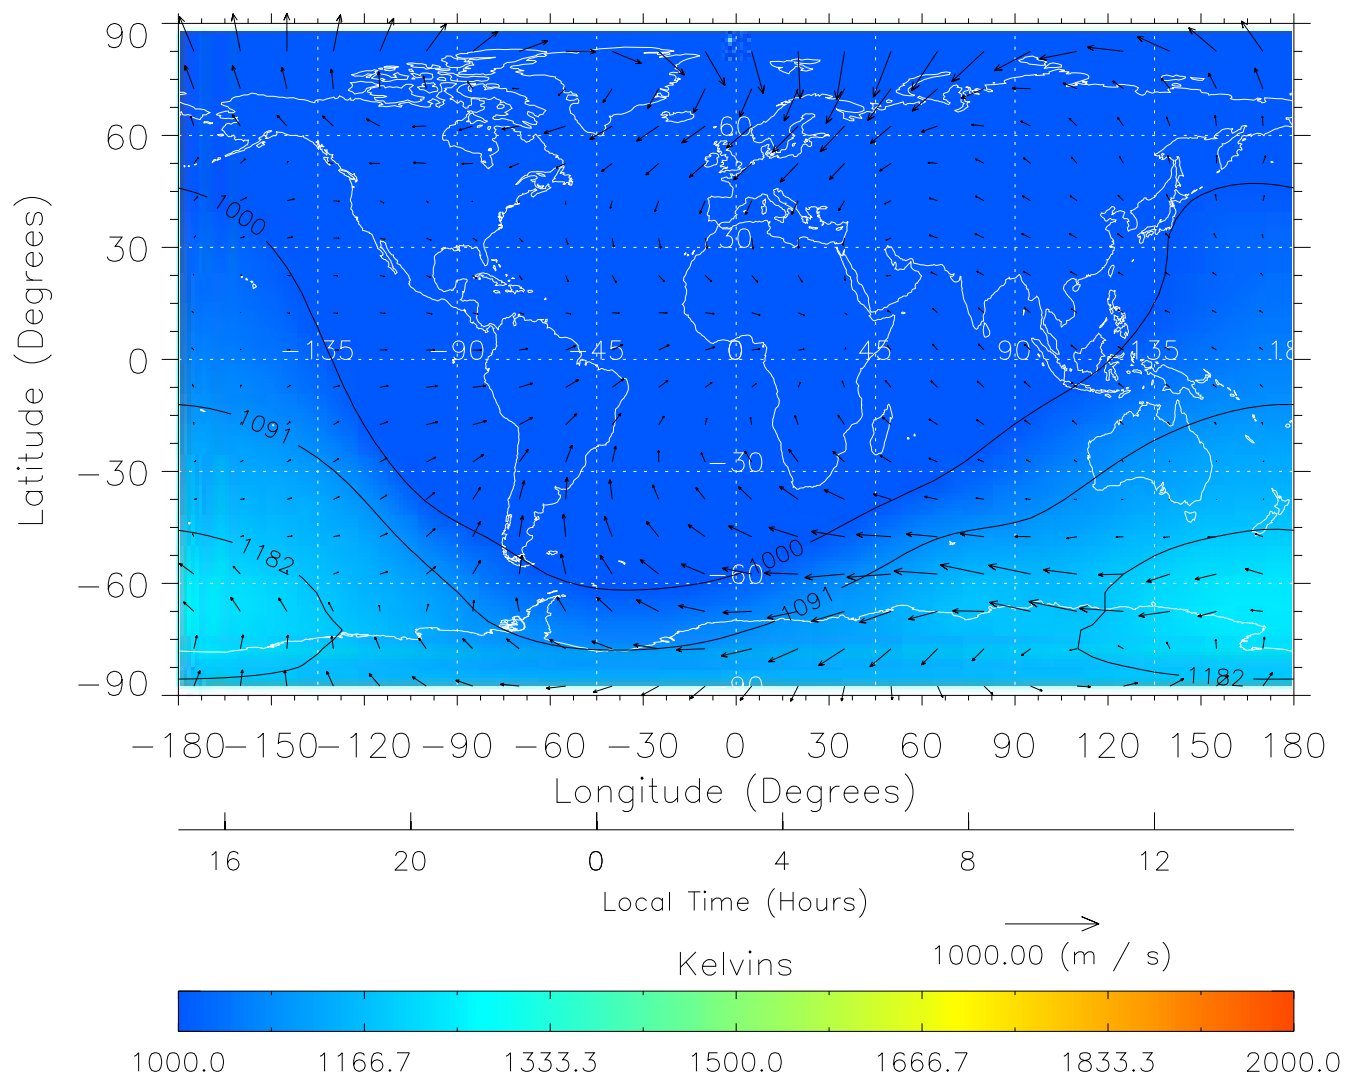 90
60
30
0
−30
−60
−90
Latitude (Degrees)
1000
1091
1182
1000
1091
1182
60
30
−135 −90 −45 0 45 90 135 18
−30
−60
−90
−180 −150 −120 −90 −60 −30 0 30 60 90 120 150 180
Longitude (Degrees)
16 20 0 4 8 12
Local Time (Hours)
1000.00 (m / s)
Kelvins
1000.0 1166.7 1333.3 1500.0 1666.7 1833.3 2000.0